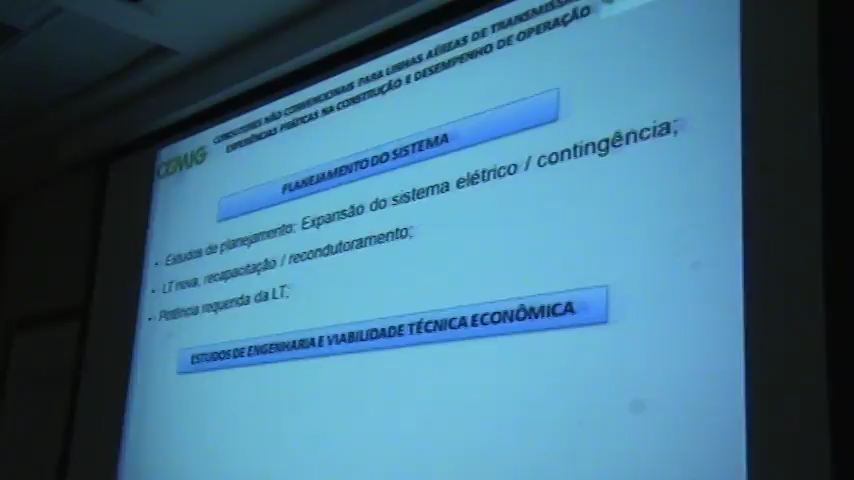 CONDUTORES NÃO CONVENCIONAIS PARA LINHAS AÉREAS DE TRANSMISSÃO
EXPERIÊNCIAS PRÁTICAS NA CONSTRUÇÃO E DESEMPENHO DE OPERAÇÃO
CEMIG
PLANEJAMENTO DO SISTEMA
• Estudos de planejamento: Expansão do sistema elétrico / contingência;
• LT nova, recapacitação / recondutoramento;
• Potência requerida da LT;
ESTUDOS DE ENGENHARIA E VIABILIDADE TÉCNICA ECONÔMICA